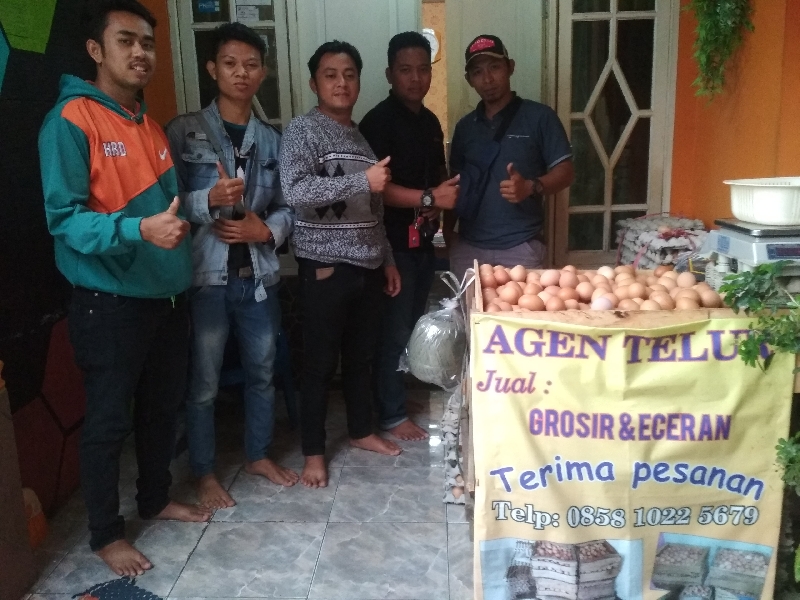 HRD
AGEN TELUR
Jual :
GROSIR & ECERAN
Terima pesanan
Telp: 0858 1022 5679